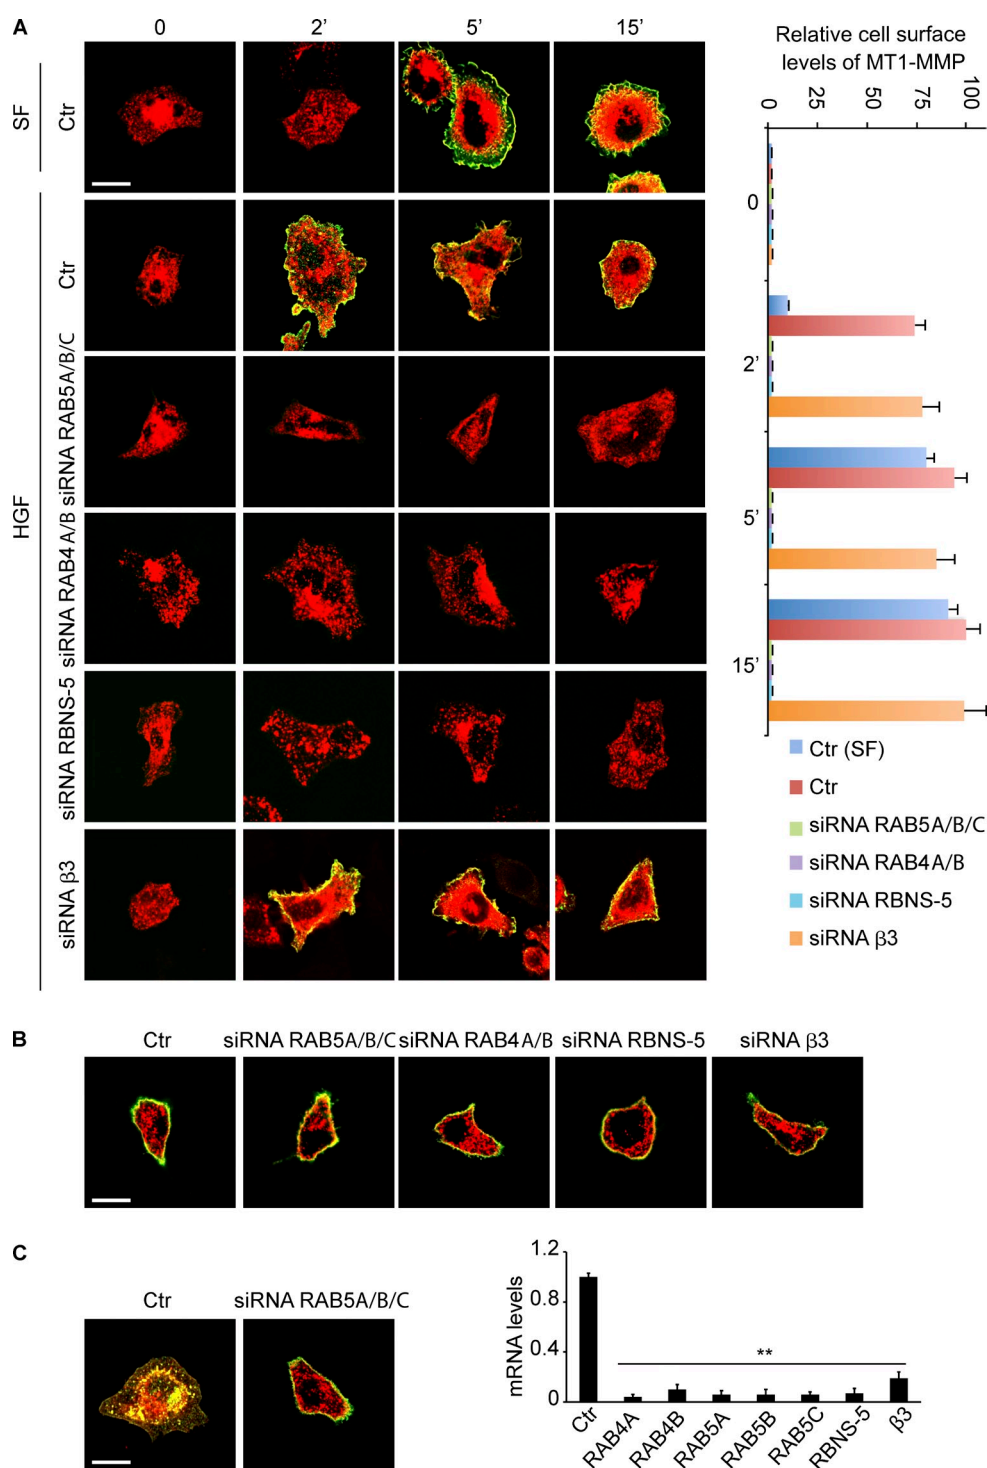 A
0
2'
5'
15'
SF
Ctr
HGF
Ctr
siRNA RAB5A/B/C
siRNA RAB4A/B
siRNA RBNS-5
siRNA β3
Relative cell surface
levels of MT1-MMP
0
25
50
75
100
0
2'
5'
15'
Ctr (SF)
Ctr
siRNA RAB5A/B/C
siRNA RAB4A/B
siRNA RBNS-5
siRNA β3
B
Ctr
siRNA RAB5A/B/C
siRNA RAB4A/B
siRNA RBNS-5
siRNA β3
C
Ctr
siRNA RAB5A/B/C
mRNA levels
1.2
0.8
0.4
0
**
Ctr
RAB4A
RAB4B
RAB5A
RAB5B
RAB5C
RBNS-5
β3